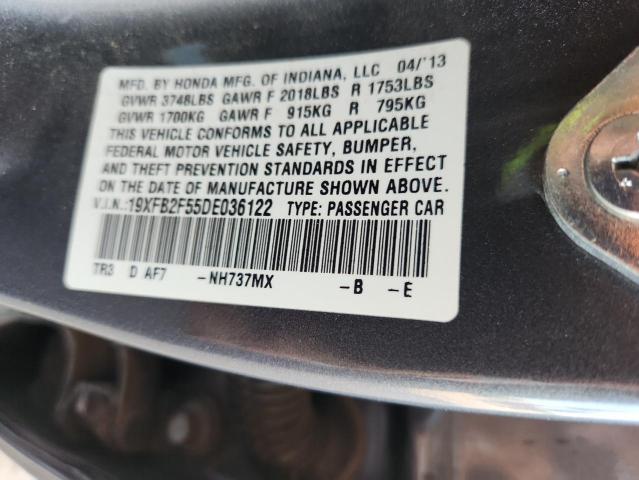 MFD. BY HONDA MFG. OF INDIANA, LLC 04/'13
GVWR 3748LBS GAWR F 2018LBS R 1753LBS
GVWR 1700KG GAWR F 915KG R 795KG
THIS VEHICLE CONFORMS TO ALL APPLICABLE
FEDERAL MOTOR VEHICLE SAFETY, BUMPER,
AND THEFT PREVENTION STANDARDS IN EFFECT
ON THE DATE OF MANUFACTURE SHOWN ABOVE.
V.I.N.:19XFB2F55DE036122 TYPE: PASSENGER CAR
TR3 D AF7 -NH737MX -B -E